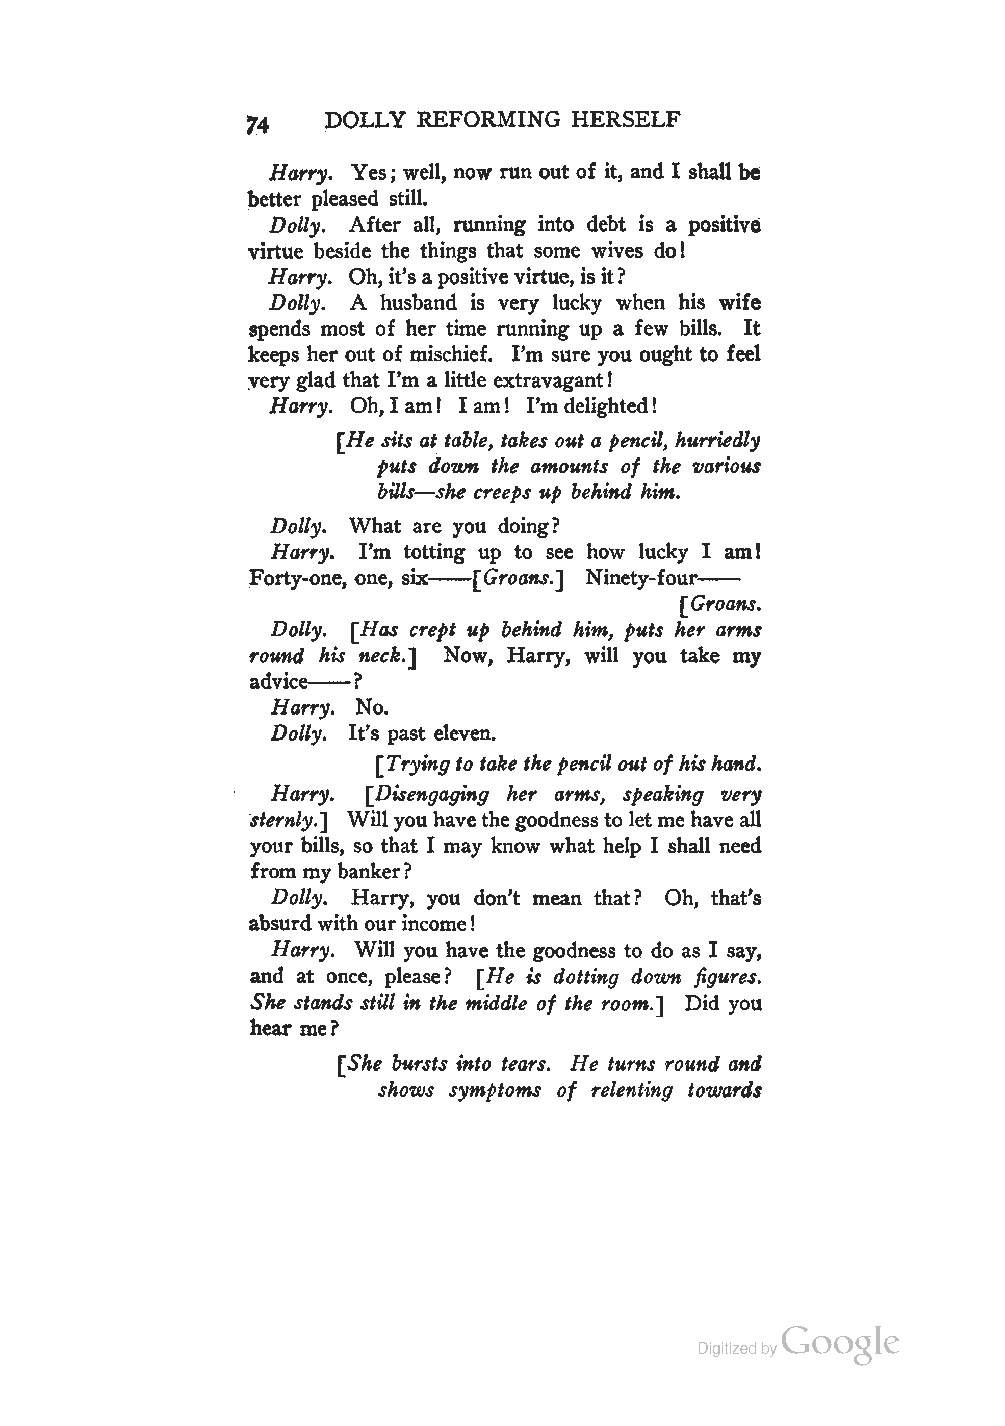 74 DOLLY REFORMING HERSELF
Harry. Yes; well, now run out of it, and I shall be
better pleased still.
Dolly. After all, running into debt is a positive
virtue beside the things that some wives do!
Harry. Oh, it's a positive virtue, is it?
Dolly. A husband is very lucky when his wife
spends most of her time running up a few bills. It
keeps her out of mischief. I'm sure you ought to feel
very glad that I'm a little extravagant!
Harry. Oh, I am! I am! I'm delighted!
[He sits at table, takes out a pencil, hurriedly
puts down the amounts of the various
bills—she creeps up behind him.
Dolly. What are you doing?
Harry. I'm totting up to see how lucky I am!
Forty-one, one, six——[Groans.] Ninety-four——
[Groans.
Dolly. [Has crept up behind him, puts her arms
round his neck.] Now, Harry, will you take my
advice——?
Harry. No.
Dolly. It's past eleven.
[Trying to take the pencil out of his hand.
Harry. [Disengaging her arms, speaking very
sternly.] Will you have the goodness to let me have all
your bills, so that I may know what help I shall need
from my banker?
Dolly. Harry, you don't mean that? Oh, that's
absurd with our income!
Harry. Will you have the goodness to do as I say,
and at once, please? [He is dotting down figures.
She stands still in the middle of the room.] Did you
hear me?
[She bursts into tears. He turns round and
shows symptoms of relenting towards
Digitized by Google